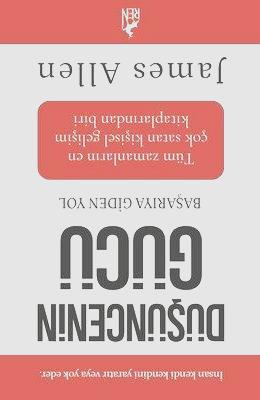 İnsan kendi kendini yaratır veya yok eder.
DÜŞÜNCENİN
GÜCÜ
BAŞARIYA GİDEN YOL
Tüm zamanların en
çok satan kişisel gelişim
kitaplarından biri
James Allen
REN